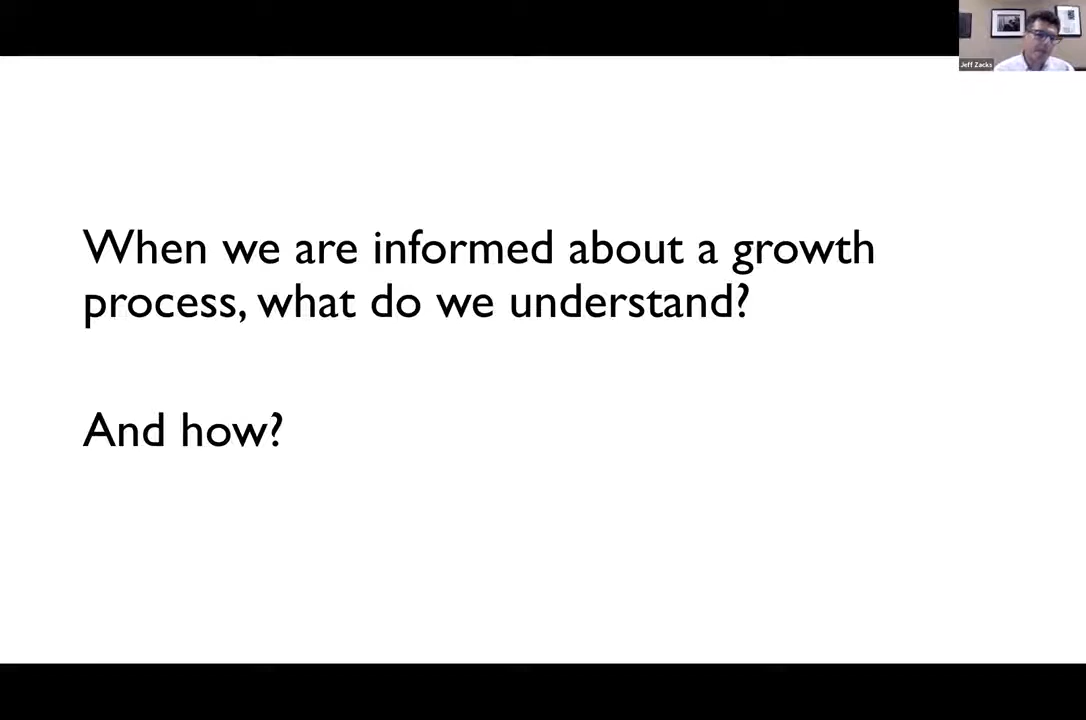 Jeff Zacks
When we are informed about a growth
process, what do we understand?
And how?